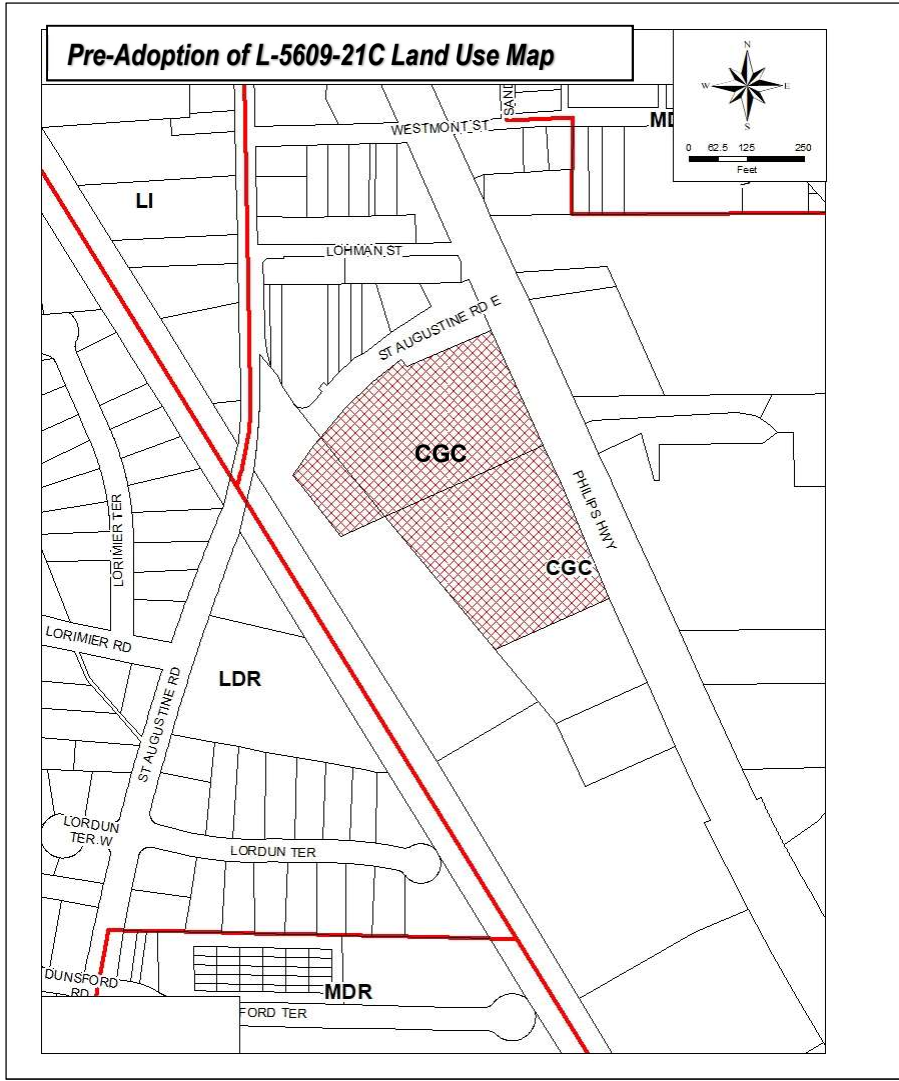 Pre-Adoption of L-5609-21C Land Use Map
N
W E
S
0 62.5 125 250
Feet
SAND
MD
WESTMONT ST
LI
LOHMAN ST
ST AUGUSTINE RD E
CGC
PHILIPS HWY
LORIMIER TER
CGC
LORIMIER RD
LDR
ST AUGUSTINE RD
LORDUN
TER W
LORDUN TER
DUNSFORD
RD
MDR
FORD TER